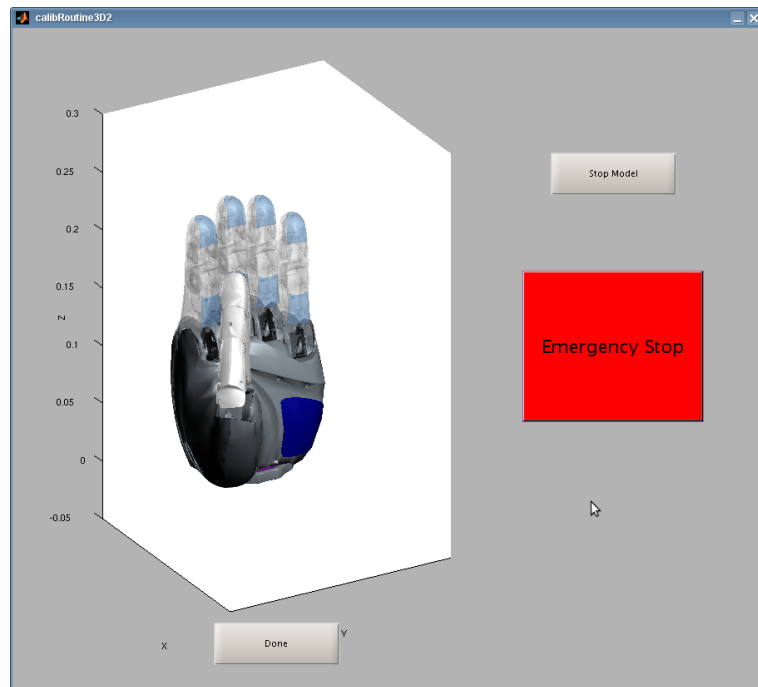 calibRoutine3D2
0.3
0.25
0.2
0.15
0.1
0.05
0
-0.05
Z
X
Y
Stop Model
Emergency Stop
Done